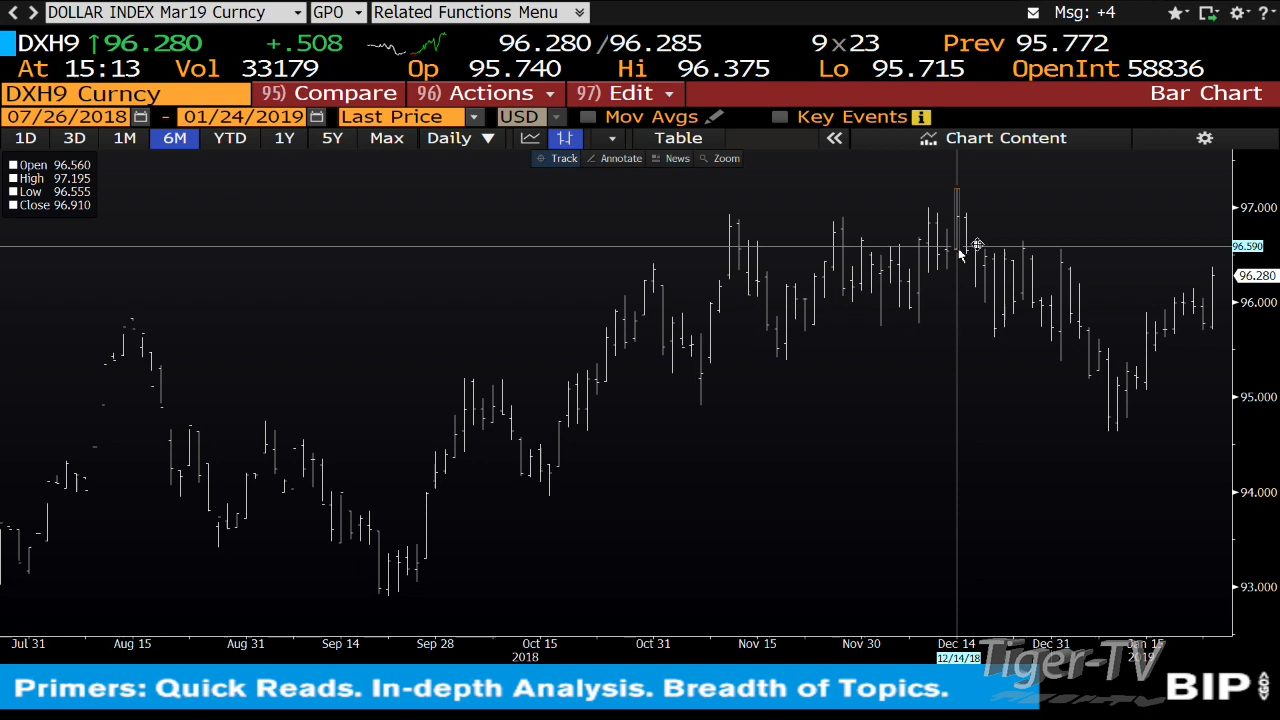 DOLLAR INDEX Mar19 Curncy GPO Related Functions Menu Msg: +4
DXH9 ↑96.280 +.508 96.280/96.285 9x23 Prev 95.772
At 15:13 Vol 33179 Op 95.740 Hi 96.375 Lo 95.715 OpenInt 58836
DXH9 Curncy 95) Compare 96) Actions 97) Edit Bar Chart
07/26/2018 - 01/24/2019 Last Price USD Mov Avgs Key Events
1D 3D 1M 6M YTD 1Y 5Y Max Daily ▼ Table « Chart Content
Track Annotate News Zoom
Open 96.560
High 97.195
Low 96.555
Close 96.910
97.000
96.590
96.280
96.000
95.000
94.000
93.000
Jul 31 Aug 15 Aug 31 Sep 14 Sep 28 Oct 15 Oct 31 Nov 15 Nov 30 Dec 14 Dec 31 Jan 15
2018 12/14/18 2019
Tiger-TV
Primers: Quick Reads. In-depth Analysis. Breadth of Topics.
BIP
GO